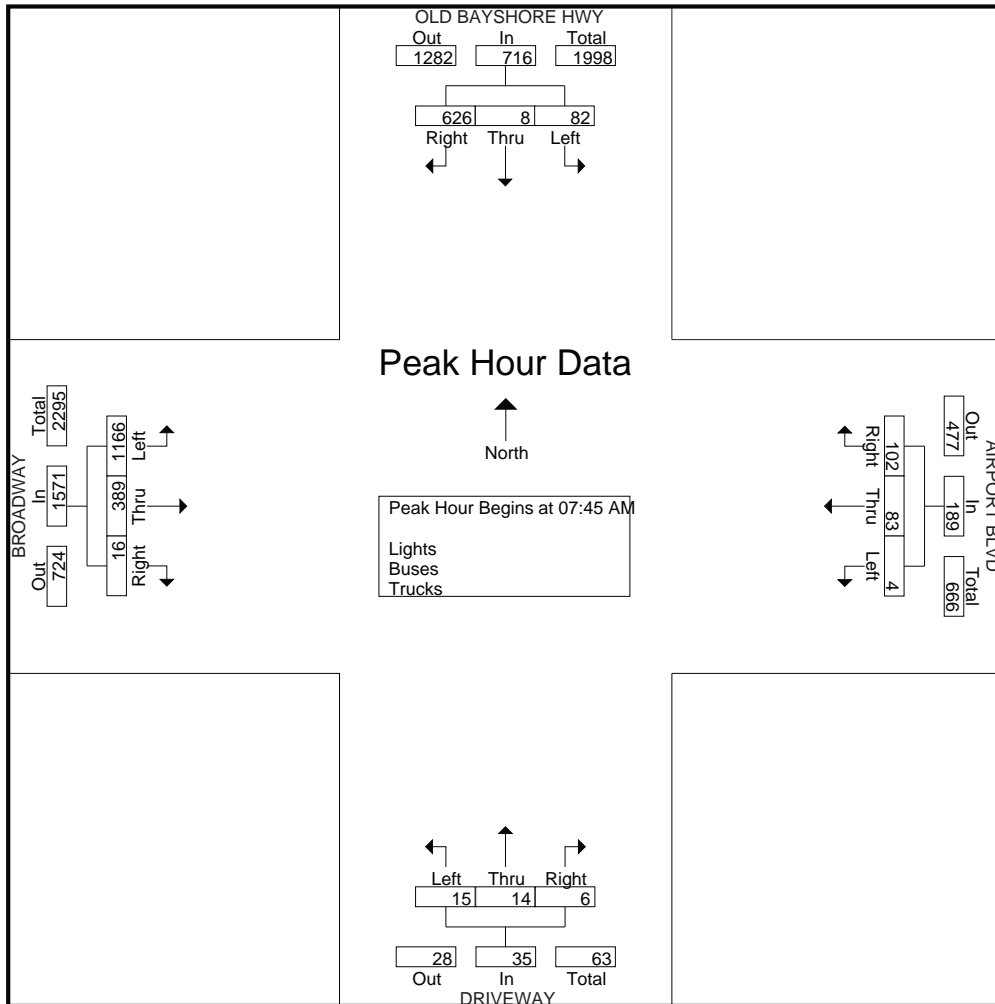 OLD BAYSHORE HWY
Out In Total
1282 716 1998
626 8 82
Right Thru Left
Peak Hour Data
North
Peak Hour Begins at 07:45 AM
Lights
Buses
Trucks
BROADWAY
Out In Total
724 1571 2295
16 389 1166
Right Thru Left
AIRPORT BLVD
Out In Total
477 189 666
102 83 4
Right Thru Left
Left Thru Right
15 14 6
28 35 63
Out In Total
DRIVEWAY